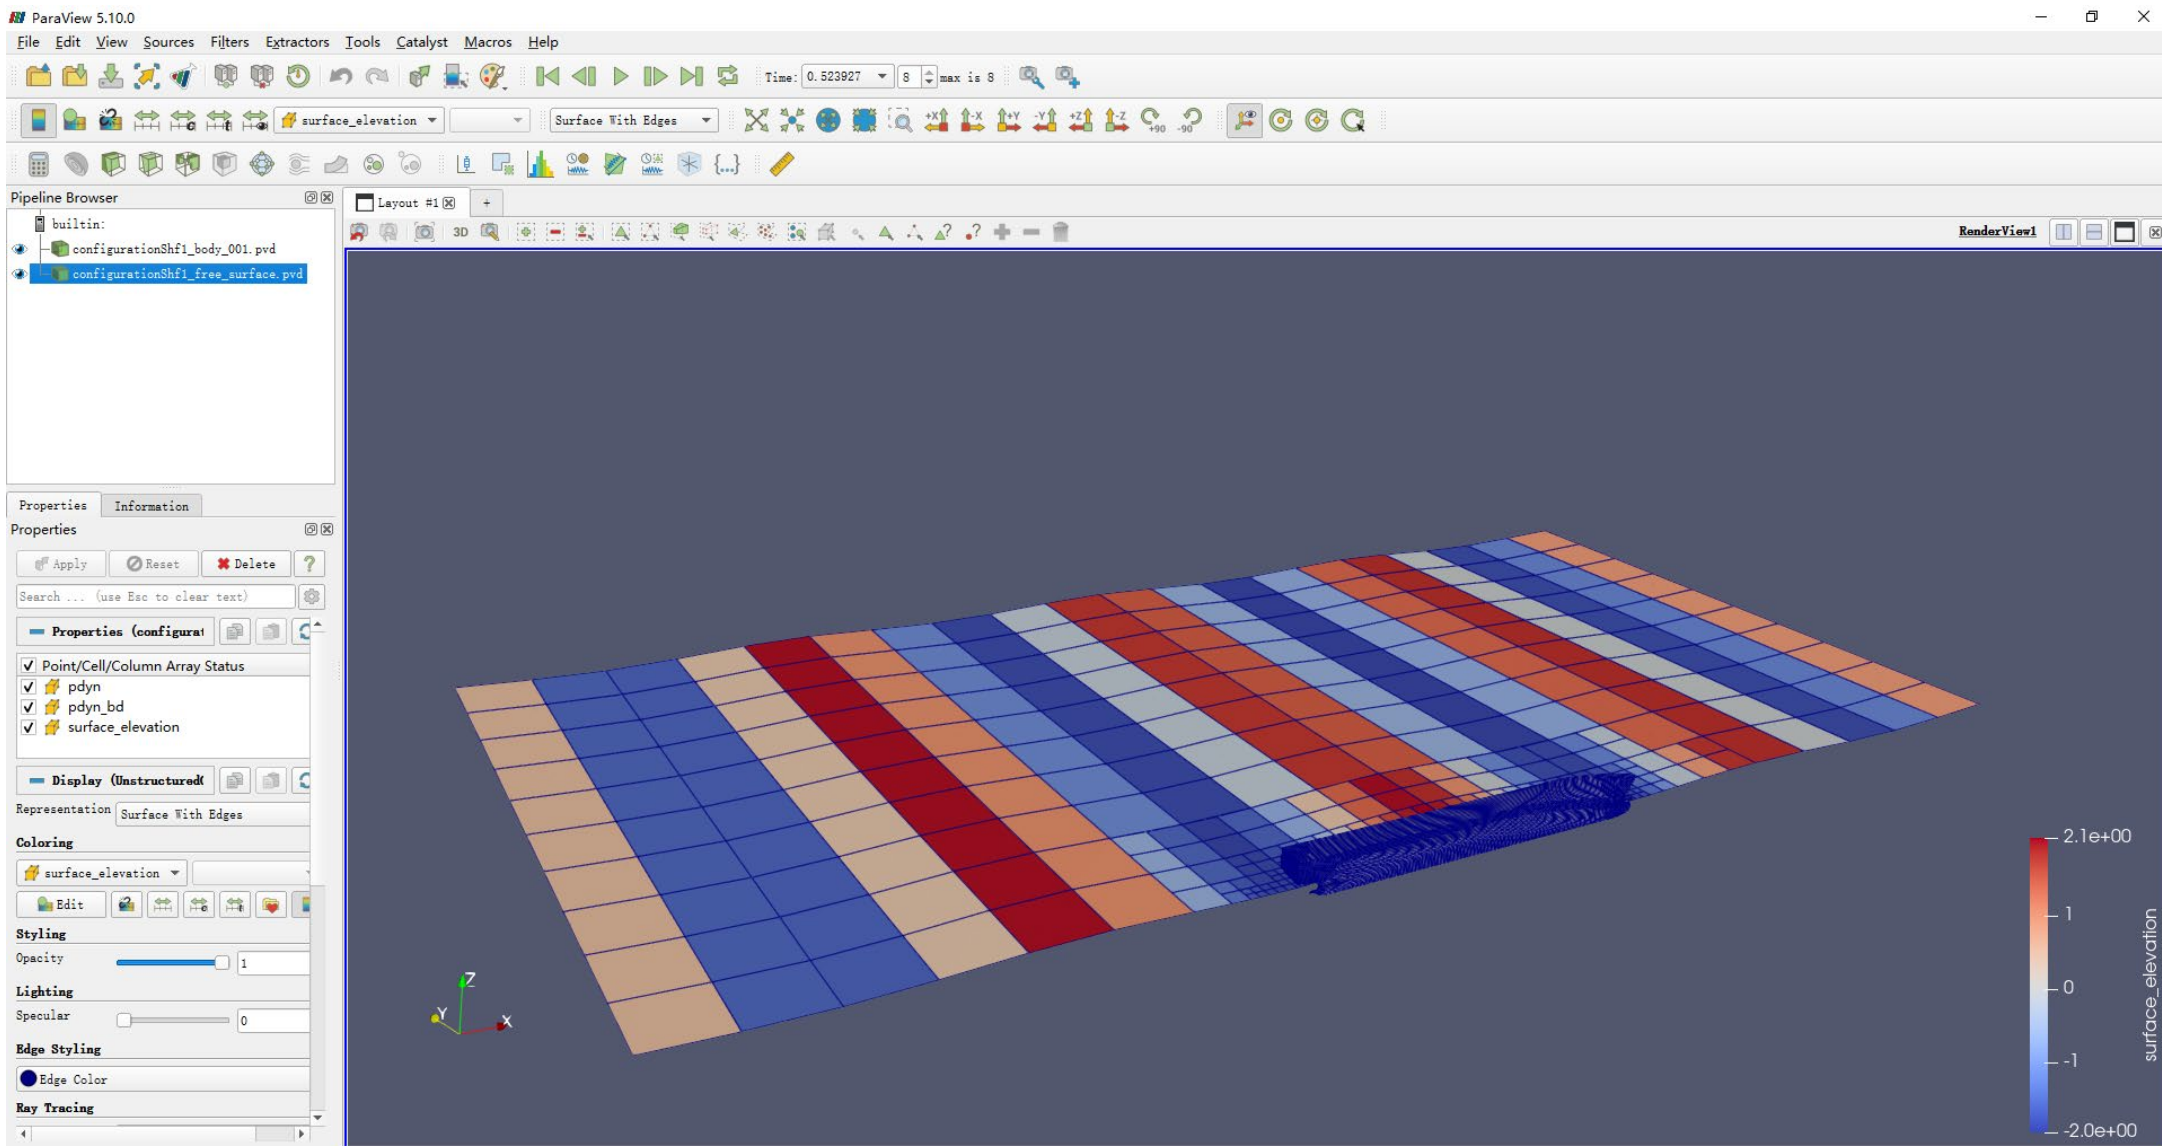 ParaView 5.10.0
File Edit View Sources Filters Extractors Tools Catalyst Macros Help
Time: 0.523927 8 max is 8
surface_elevation Surface With Edges +X -X +Y -Y +Z -Z +90 -90
Pipeline Browser
Layout #1 +
builtin:
3D
RenderView1
configurationShf1_body_001.pvd
configurationShf1_free_surface.pvd
Properties Information
Properties
Apply Reset Delete ?
Search ... (use Esc to clear text)
Properties (configurat
Point/Cell/Column Array Status
pdyn
pdyn_bd
surface_elevation
Display (Unstructured(
Representation Surface With Edges
Coloring
surface_elevation
Edit
Styling
Opacity 1
Lighting
Specular 0
Edge Styling
Edge Color
Ray Tracing
Z
Y
X
2.1e+00
1
0
-1
-2.0e+00
surface_elevation